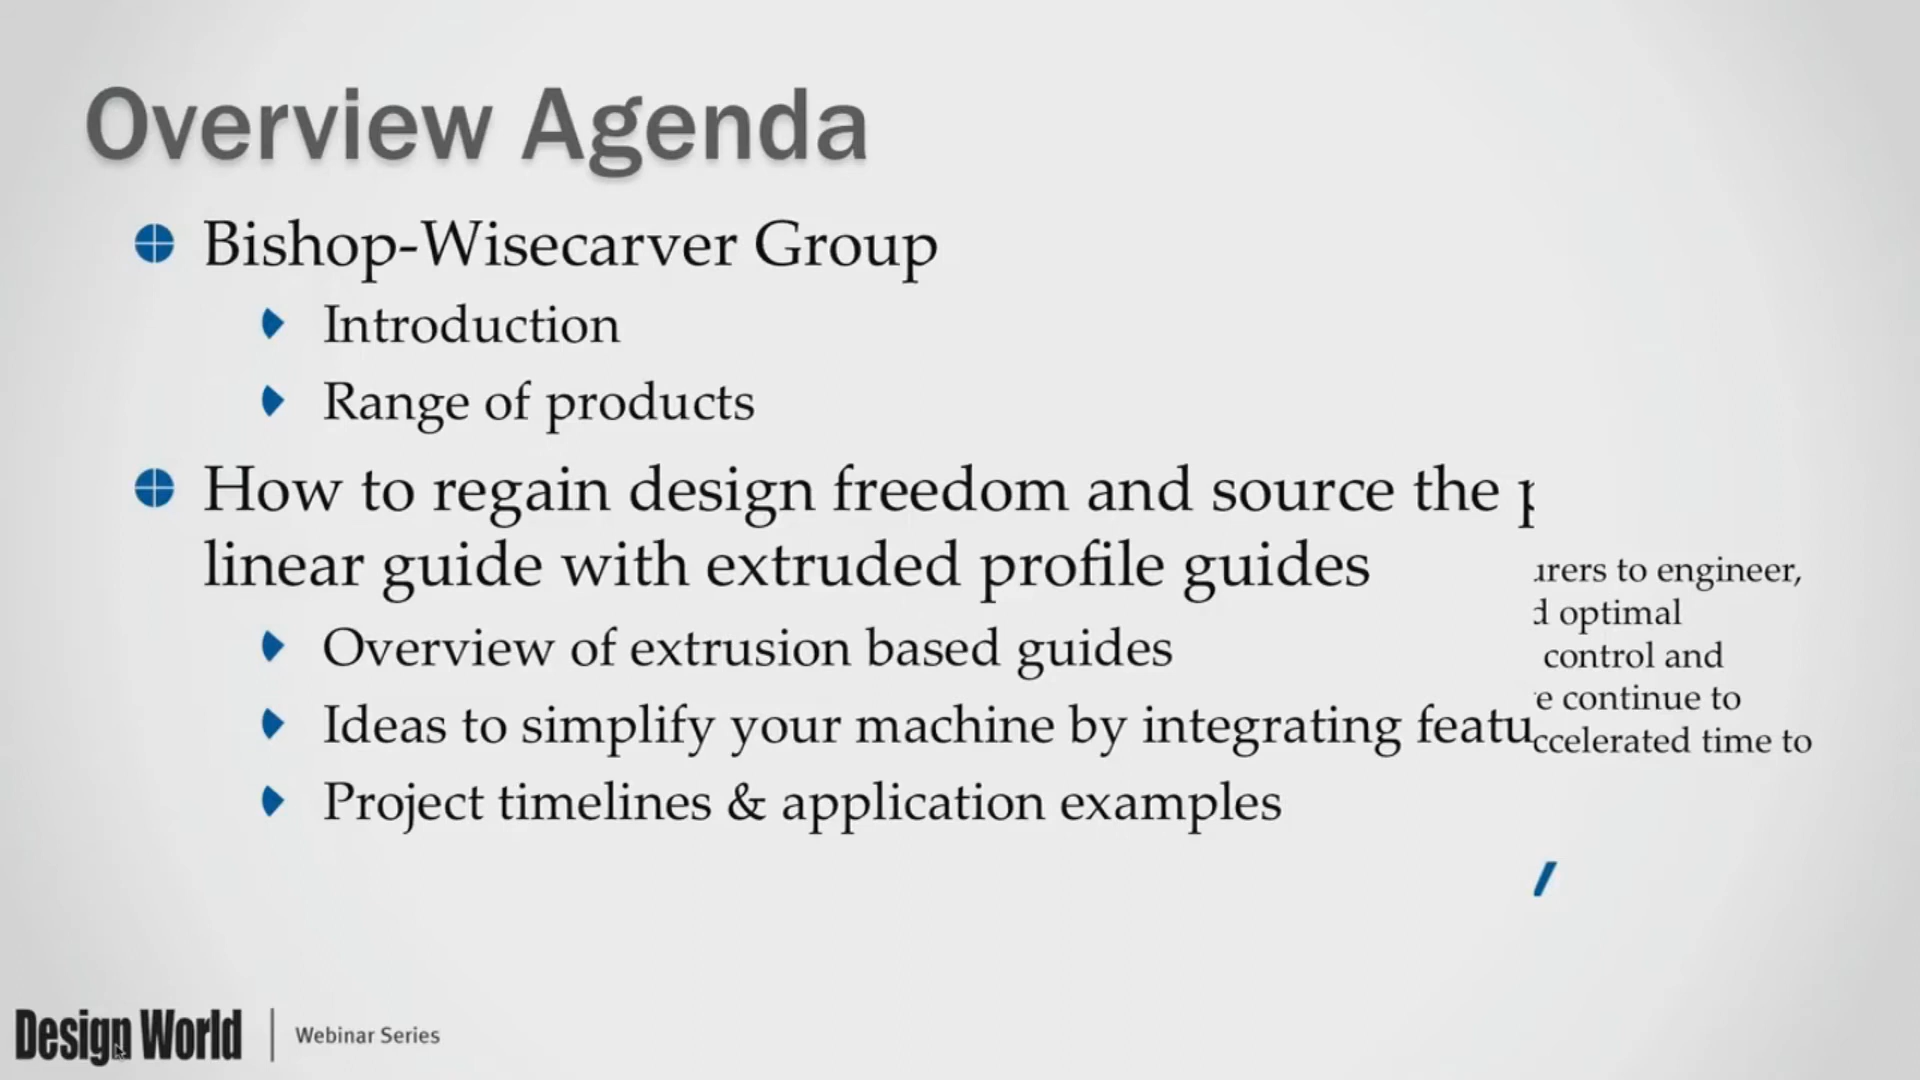 Overview Agenda
Bishop-Wisecarver Group
Introduction
Range of products
How to regain design freedom and source the
linear guide with extruded profile guides
Overview of extrusion based guides
Ideas to simplify your machine by integrating featu
Project timelines & application examples
urers to engineer,
d optimal
control and
e continue to
ccelerated time to
Design World
Webinar Series